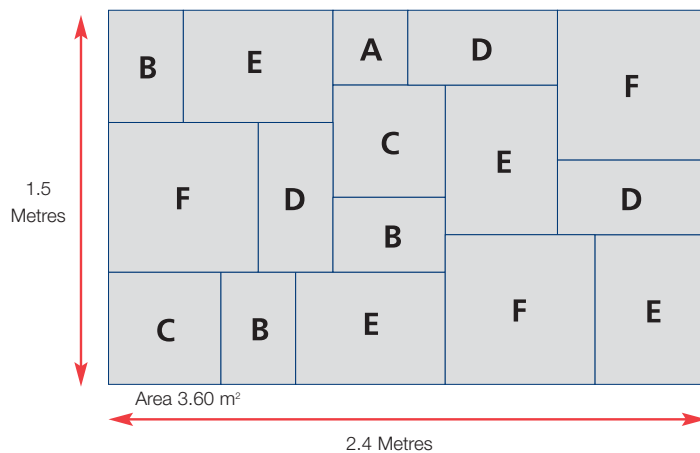 B E A D F
C E
F D D
B
C B E F E
1.5
Metres
Area 3.60 m²
2.4 Metres